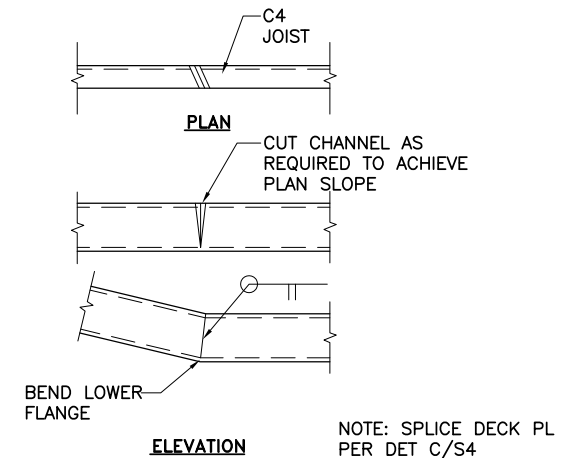 C4
JOIST
PLAN
CUT CHANNEL AS
REQUIRED TO ACHIEVE
PLAN SLOPE
BEND LOWER
FLANGE
ELEVATION
NOTE: SPLICE DECK PL
PER DET C/S4